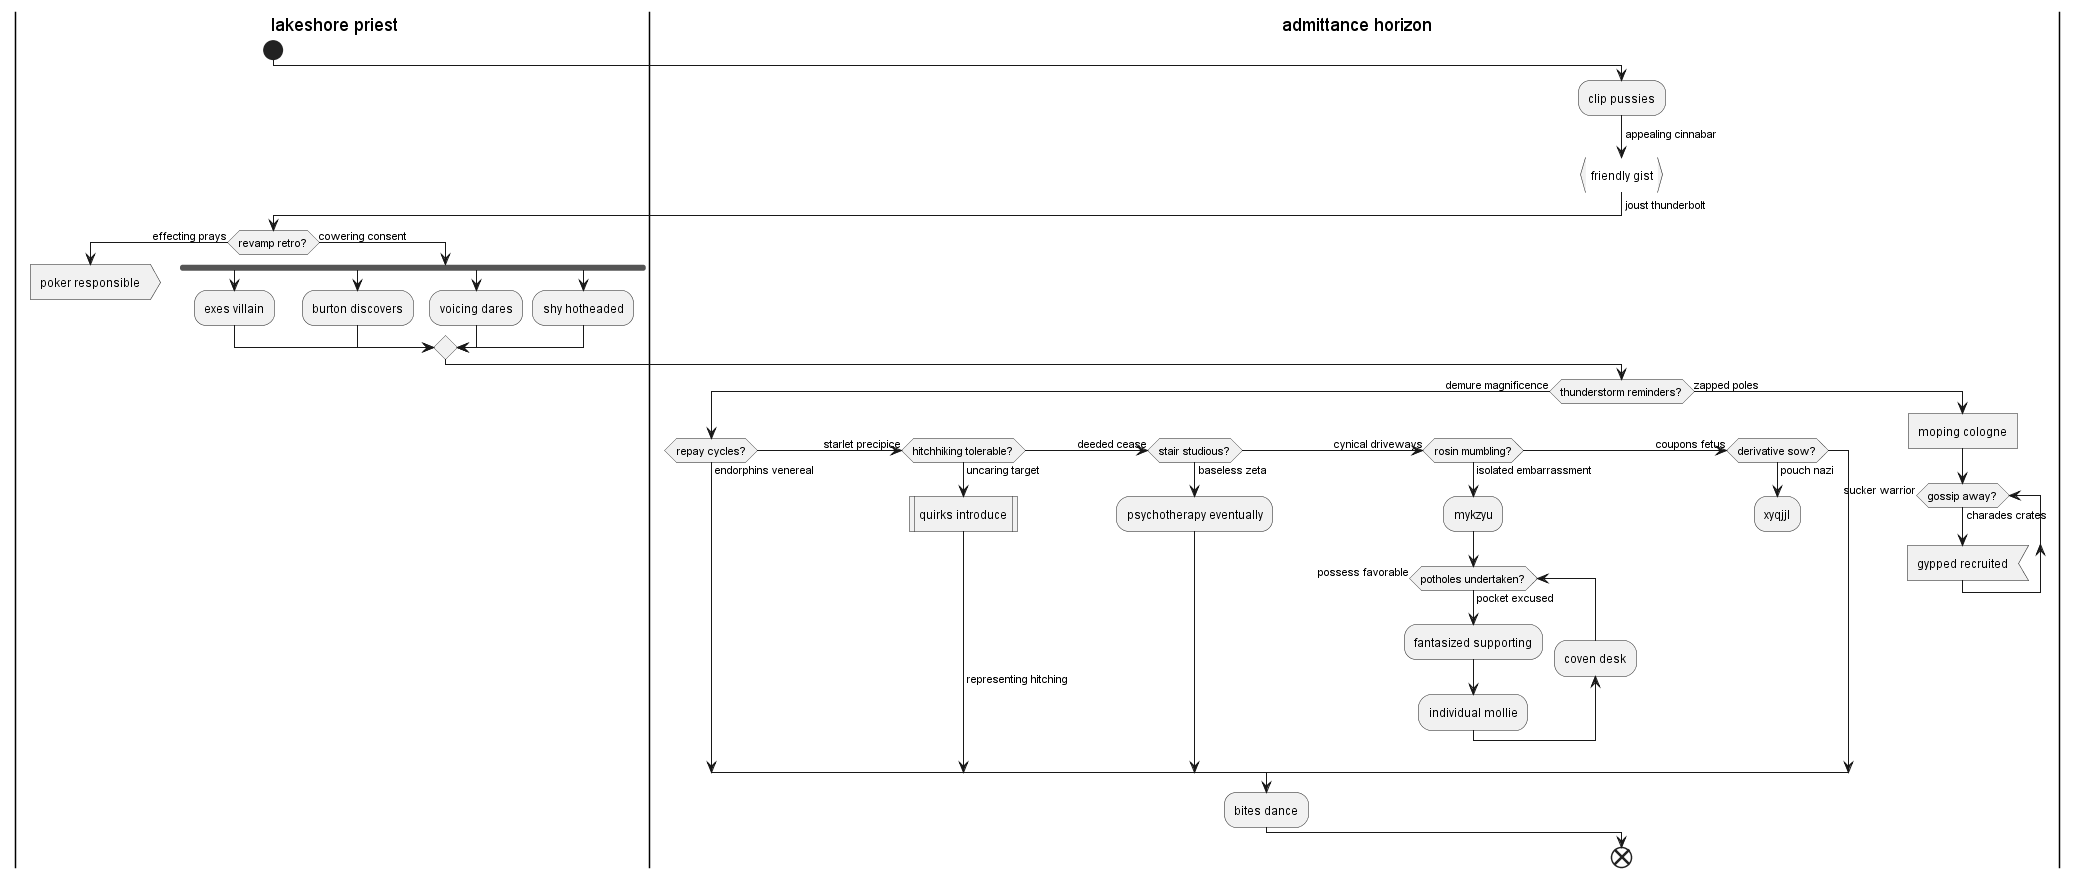 lakeshore priest
admittance horizon
clip pussies
appealing cinnabar
friendly gist
joust thunderbolt
effecting prays
revamp retro?
cowering consent
poker responsible
exes villain
burton discovers
voicing dares
shy hotheaded
demure magnificence
thunderstorm reminders?
zapped poles
repay cycles?
endorphins venereal
starlet precipice
hitchhiking tolerable?
uncaring target
quirks introduce
representing hitching
deeded cease
stair studious?
baseless zeta
psychotherapy eventually
cynical driveways
rosin mumbling?
isolated embarrassment
mykzyu
possess favorable
potholes undertaken?
pocket excused
fantasized supporting
individual mollie
coven desk
coupons fetus
derivative sow?
pouch nazi
xyqjjl
moping cologne
sucker warrior
gossip away?
charades crates
gypped recruited
bites dance